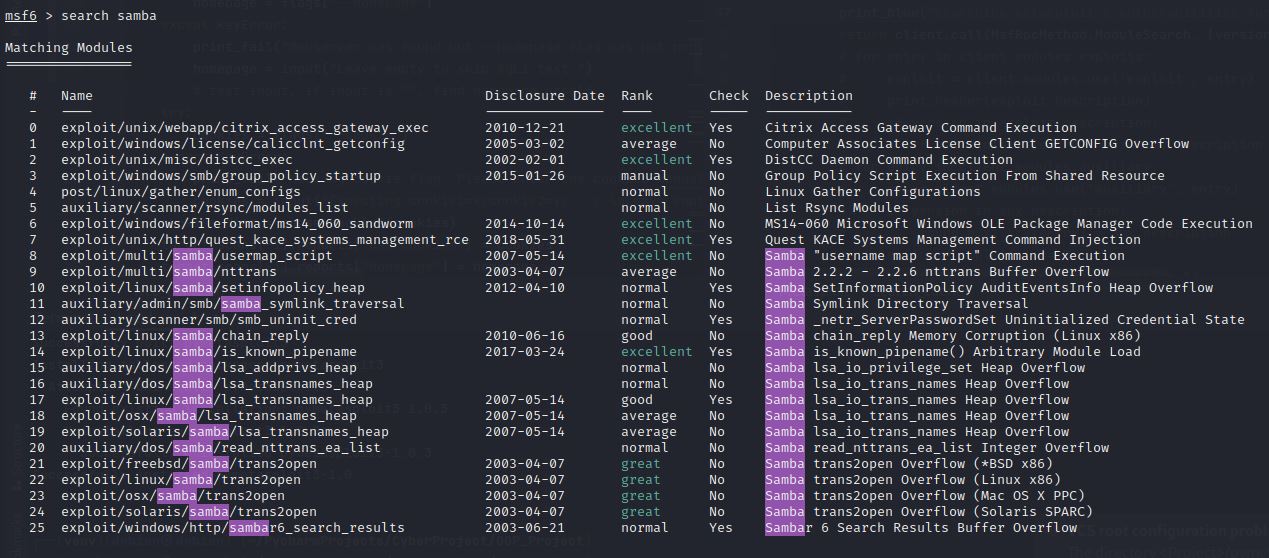 msf6 > search samba
Matching Modules
================
# Name Disclosure Date Rank Check Description
- ---- --------------- ---- ----- -----------
0 exploit/unix/webapp/citrix_access_gateway_exec 2010-12-21 excellent Yes Citrix Access Gateway Command Execution
1 exploit/windows/license/calicclnt_getconfig 2005-03-02 average No Computer Associates License Client GETCONFIG Overflow
2 exploit/unix/misc/distcc_exec 2002-02-01 excellent Yes DistCC Daemon Command Execution
3 exploit/windows/smb/group_policy_startup 2015-01-26 manual No Group Policy Script Execution From Shared Resource
4 post/linux/gather/enum_configs normal No Linux Gather Configurations
5 auxiliary/scanner/rsync/modules_list normal No List Rsync Modules
6 exploit/windows/fileformat/ms14_060_sandworm 2014-10-14 excellent No MS14-060 Microsoft Windows OLE Package Manager Code Execution
7 exploit/unix/http/quest_kace_systems_management_rce 2018-05-31 excellent Yes Quest KACE Systems Management Command Injection
8 exploit/multi/samba/usermap_script 2007-05-14 excellent No Samba "username map script" Command Execution
9 exploit/multi/samba/nttrans 2003-04-07 average No Samba 2.2.2 - 2.2.6 nttrans Buffer Overflow
10 exploit/linux/samba/setinfopolicy_heap 2012-04-10 normal Yes Samba SetInformationPolicy AuditEventsInfo Heap Overflow
11 auxiliary/admin/smb/samba_symlink_traversal normal No Samba Symlink Directory Traversal
12 auxiliary/scanner/smb/smb_uninit_cred normal Yes Samba _netr_ServerPasswordSet Uninitialized Credential State
13 exploit/linux/samba/chain_reply 2010-06-16 good No Samba chain_reply Memory Corruption (Linux x86)
14 exploit/linux/samba/is_known_pipename 2017-03-24 excellent Yes Samba is_known_pipename() Arbitrary Module Load
15 auxiliary/dos/samba/lsa_addprivs_heap normal No Samba lsa_io_privilege_set Heap Overflow
16 auxiliary/dos/samba/lsa_transnames_heap normal No Samba lsa_io_trans_names Heap Overflow
17 exploit/linux/samba/lsa_transnames_heap 2007-05-14 good Yes Samba lsa_io_trans_names Heap Overflow
18 exploit/osx/samba/lsa_transnames_heap 2007-05-14 average No Samba lsa_io_trans_names Heap Overflow
19 exploit/solaris/samba/lsa_transnames_heap 2007-05-14 average No Samba lsa_io_trans_names Heap Overflow
20 auxiliary/dos/samba/read_nttrans_ea_list normal No Samba read_nttrans_ea_list Integer Overflow
21 exploit/freebsd/samba/trans2open 2003-04-07 great No Samba trans2open Overflow (*BSD x86)
22 exploit/linux/samba/trans2open 2003-04-07 great No Samba trans2open Overflow (Linux x86)
23 exploit/osx/samba/trans2open 2003-04-07 great No Samba trans2open Overflow (Mac OS X PPC)
24 exploit/solaris/samba/trans2open 2003-04-07 great No Samba trans2open Overflow (Solaris SPARC)
25 exploit/windows/http/sambar6_search_results 2003-06-21 normal Yes Sambar 6 Search Results Buffer Overflow